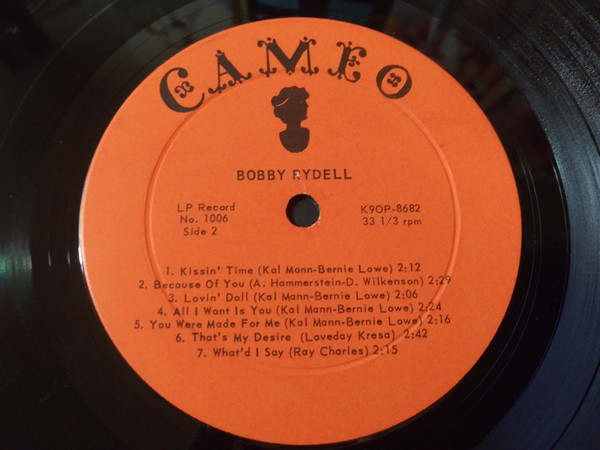 CAMEO
BOBBY RYDELL
LP Record K9OP-8682
No. 1006 33 1/3 rpm
Side 2
1. Kissin' Time (Kal Mann-Bernie Lowe) 2:12
2. Because Of You (A. Hammerstein-D. Wilkenson) 2:29
3. Lovin' Doll (Kal Mann-Bernie Lowe) 2:06
4. All I Want Is You (Kal Mann-Bernie Lowe) 2:24
5. You Were Made For Me (Kal Mann-Bernie Lowe) 2:16
6. That's My Desire (Loveday Kresa) 2:42
7. What'd I Say (Ray Charles) 2:15